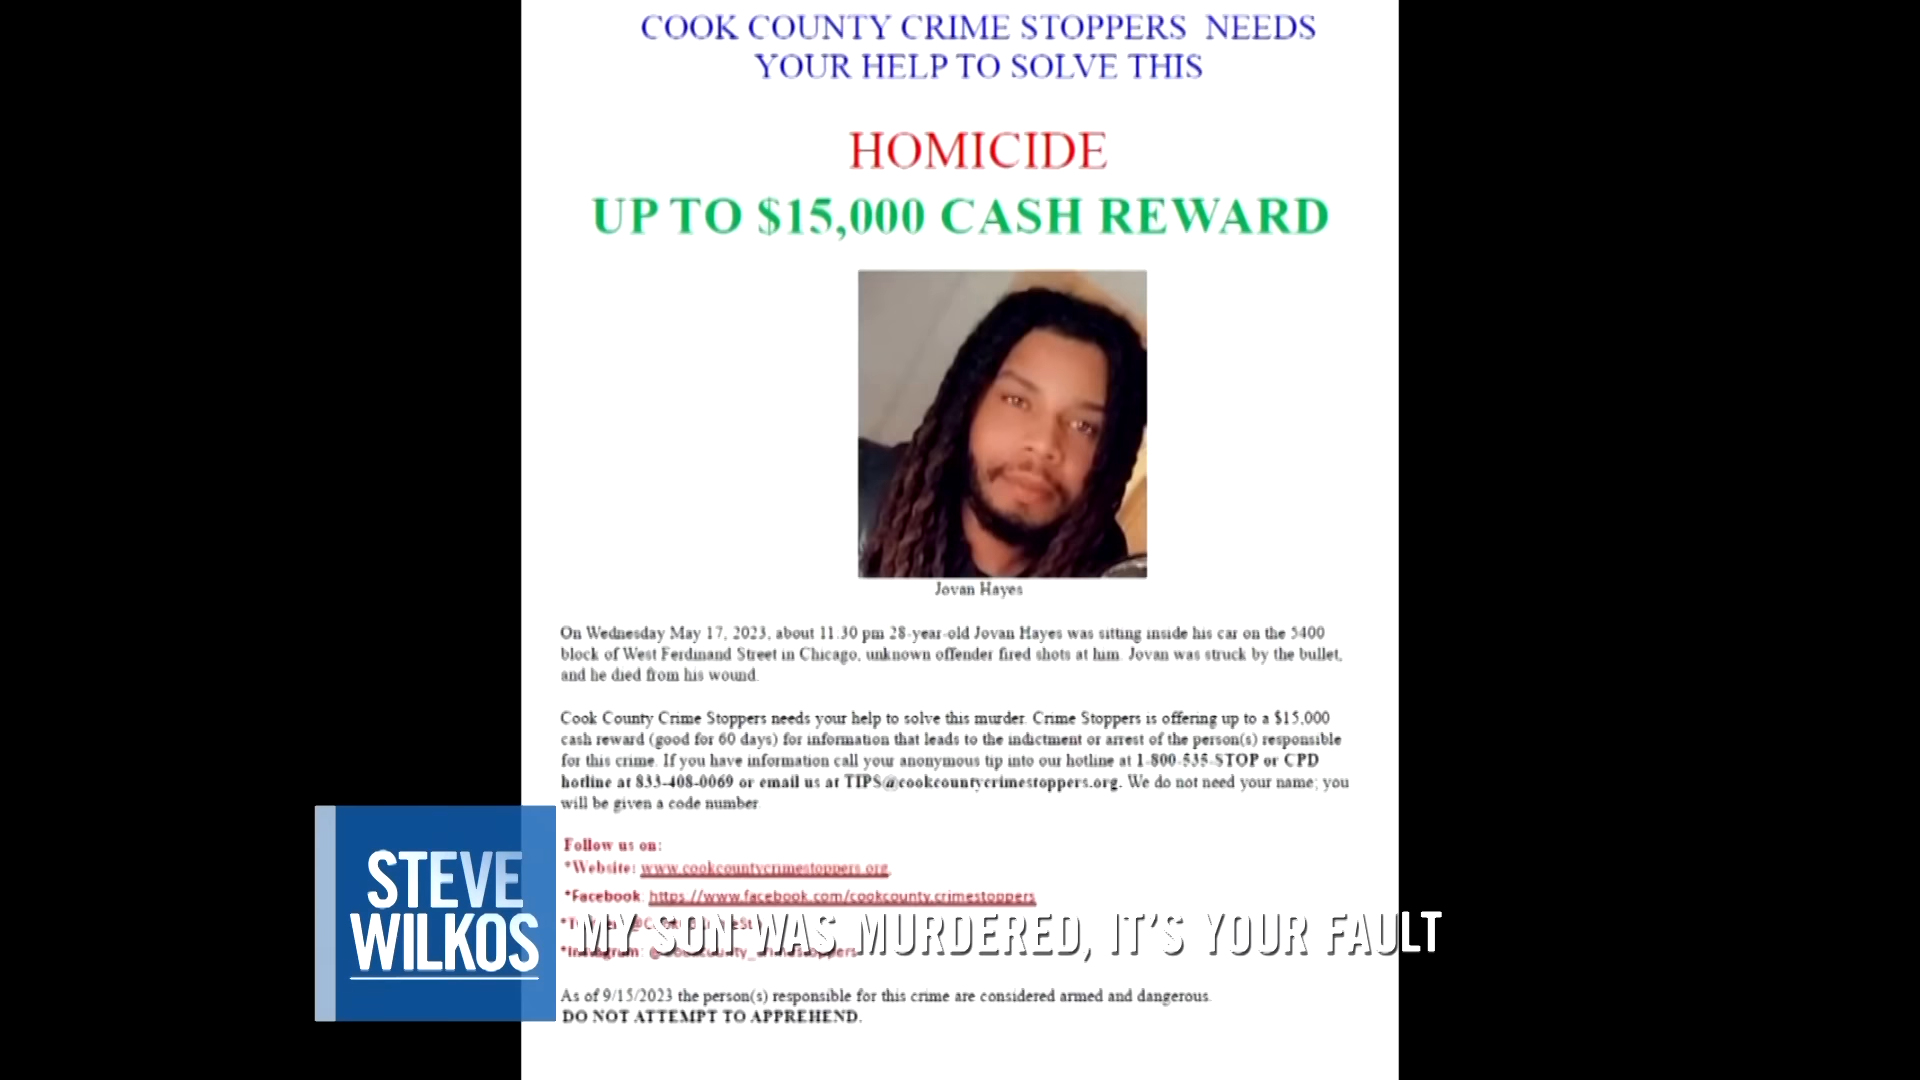 COOK COUNTY CRIME STOPPERS NEEDS
YOUR HELP TO SOLVE THIS
HOMICIDE
UP TO $15,000 CASH REWARD
Jovan Hayes
On Wednesday May 17, 2023, about 11.30 pm 28-year-old Jovan Hayes was sitting inside his car on the 5400
block of West Ferdinand Street in Chicago, unknown offender fired shots at him. Jovan was struck by the bullet,
and he died from his wound.
Cook County Crime Stoppers needs your help to solve this murder. Crime Stoppers is offering up to a $15,000
cash reward (good for 60 days) for information that leads to the indictment or arrest of the person(s) responsible
for this crime. If you have information call your anonymous tip into our hotline at 1-800-535-STOP or CPD
hotline at 833-408-0069 or email us at TIPS@cookcountycrimestoppers.org. We do not need your name; you
will be given a code number
Follow us on:
*Website: www.cookcountycrimestoppers.org
*Facebook: https://www.facebook.com/cookcounty.crimestoppers
*Instagram:
As of 9/15/2023 the person(s) responsible for this crime are considered armed and dangerous.
DO NOT ATTEMPT TO APPREHEND.
STEVE
WILKOS
MY SON WAS MURDERED, IT'S YOUR FAULT